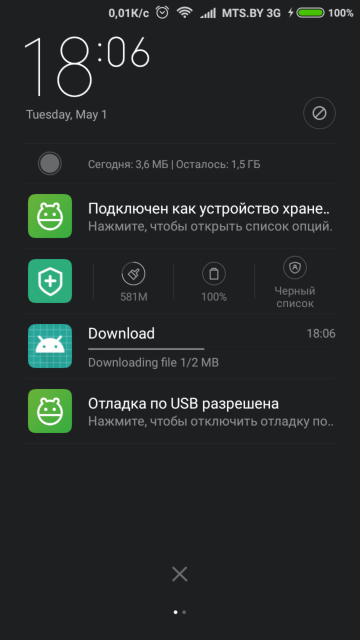 0,01К/с MTS.BY 3G 100%
18:06
Tuesday, May 1
Сегодня: 3,6 МБ | Осталось: 1,5 ГБ
Подключен как устройство хране..
Нажмите, чтобы открыть список опций.
581M 100% Черный
список
Download 18:06
Downloading file 1/2 MB
Отладка по USB разрешена
Нажмите, чтобы отключить отладку по..